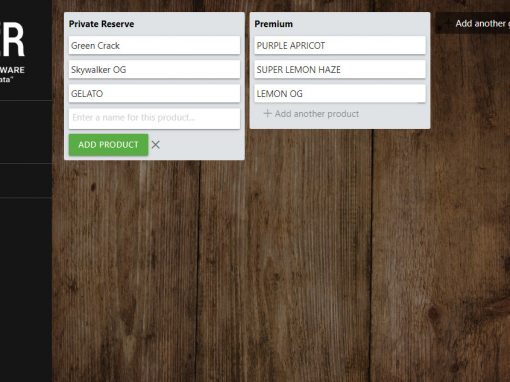 ER
WARE
ata"
Private Reserve
Green Crack
Skywalker OG
GELATO
Enter a name for this product...
ADD PRODUCT
Premium
PURPLE APRICOT
SUPER LEMON HAZE
LEMON OG
Add another product
Add another g